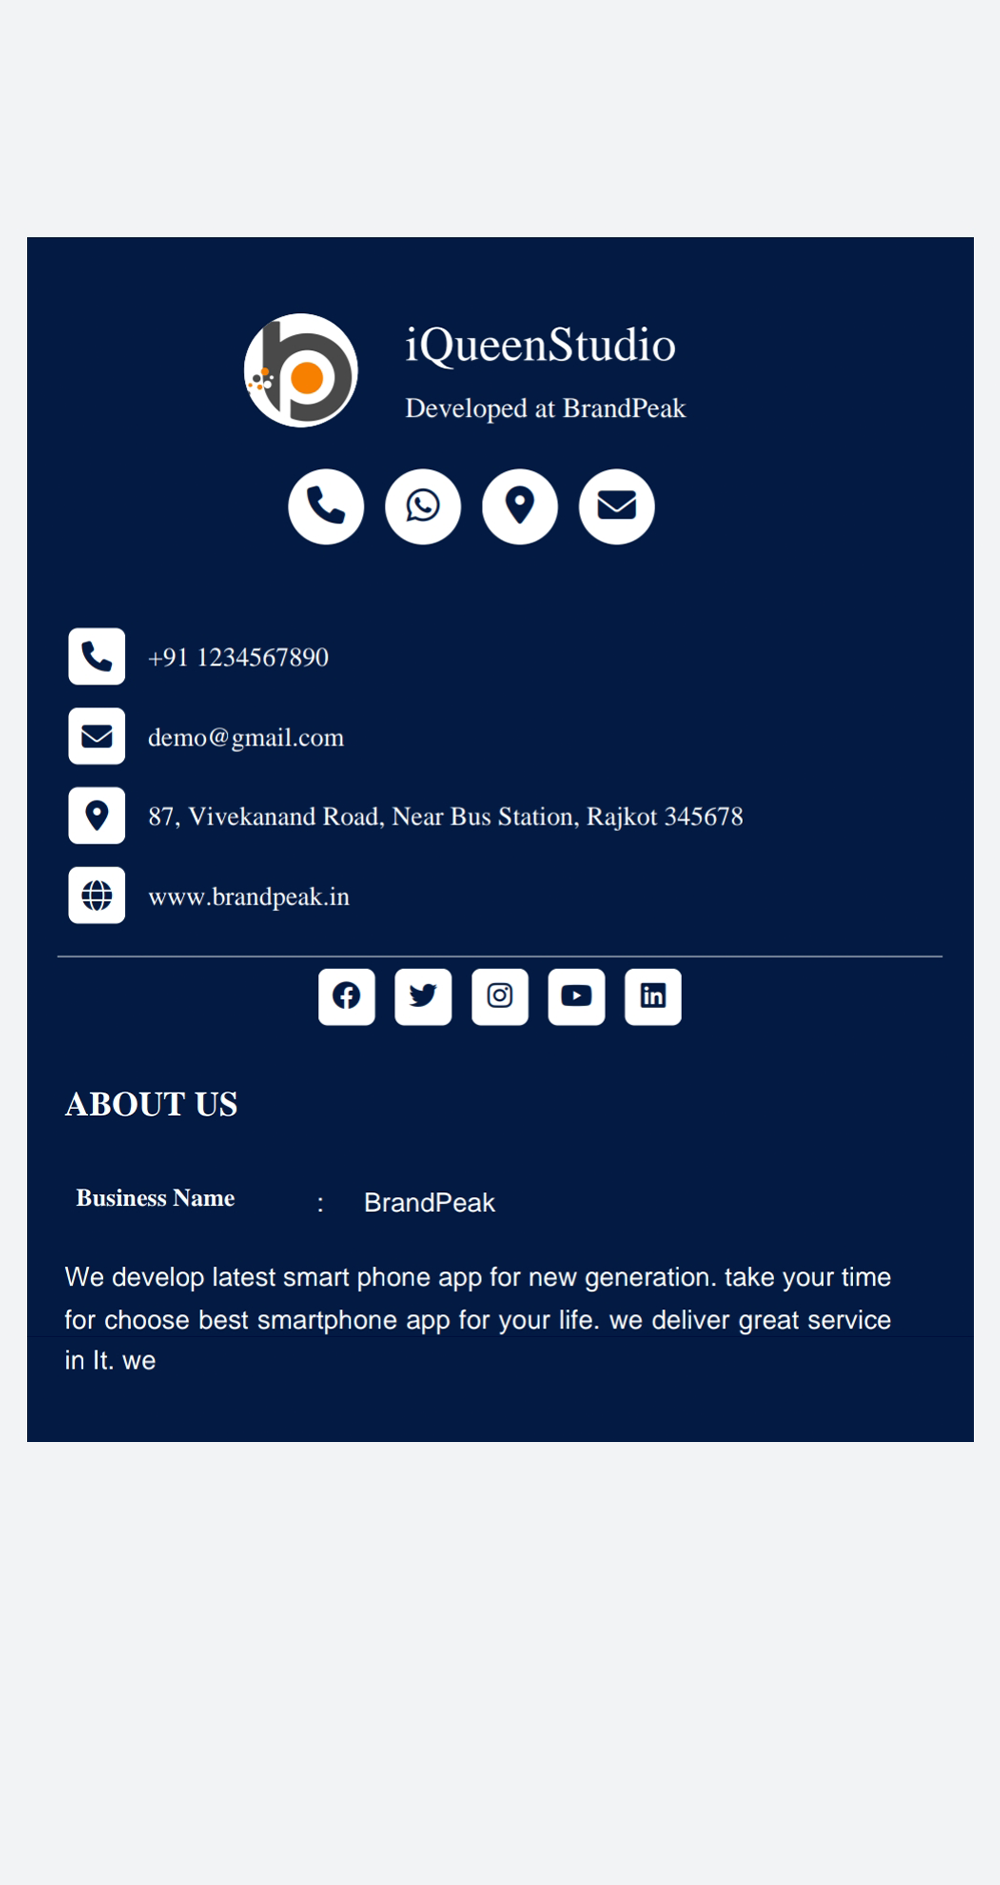 iQueenStudio
Developed at BrandPeak
+91 1234567890
demo@gmail.com
87, Vivekanand Road, Near Bus Station, Rajkot 345678
www.brandpeak.in
ABOUT US
Business Name : BrandPeak
We develop latest smart phone app for new generation. take your time
for choose best smartphone app for your life. we deliver great service
in It. we